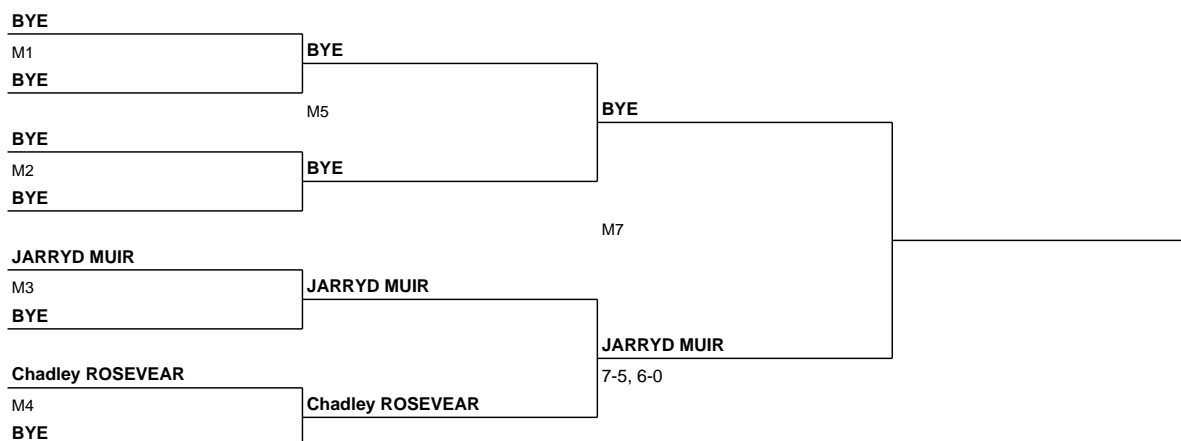 BYE
M1
BYE
BYE
M5
BYE
BYE
M2
BYE
BYE
M7
JARRYD MUIR
M3
JARRYD MUIR
BYE
JARRYD MUIR
7-5, 6-0
Chadley ROSEVEAR
M4
Chadley ROSEVEAR
BYE